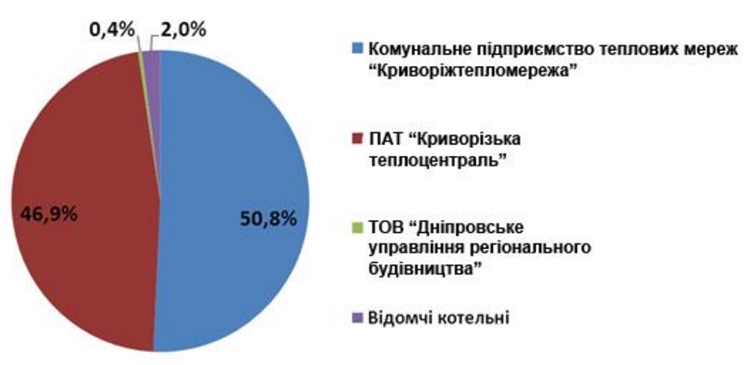 0,4%
2,0%
46,9%
50,8%
Комунальне підприємство теплових мереж
“Криворіжтепломережа”
ПАТ “Криворізька
теплоцентраль”
ТОВ “Дніпровське
управління регіонального
будівництва”
Відомчі котельні